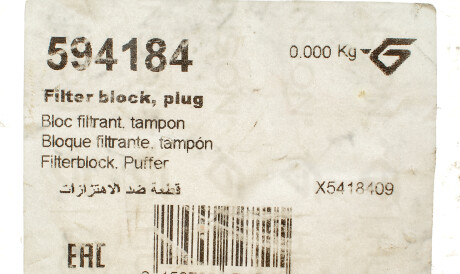 594184
0,000 Kg
Filter block, plug
Bloc filtrant, tampon
Bloque filtrante, tampón
Filterblock, Puffer
قطعة ضد الاهتزازات
X5418409
EAC